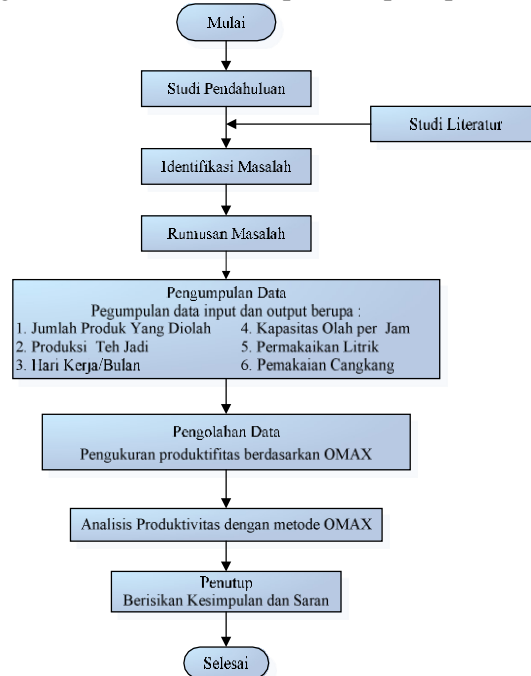 Mulai
Studi Pendahuluan
Studi Literatur
Identifikasi Masalah
Rumusan Masalah
Pengumpulan Data
Pegumpulan data input dan output berupa :
1. Jumlah Produk Yang Diolah 4. Kapasitas Olah per Jam
2. Produksi Teh Jadi 5. Permakaikan Litrik
3. Hari Kerja/Bulan 6. Pemakaian Cangkang
Pengolahan Data
Pengukuran produktifitas berdasarkan OMAX
Analisis Produktivitas dengan metode OMAX
Penutup
Berisikan Kesimpulan dan Saran
Selesai